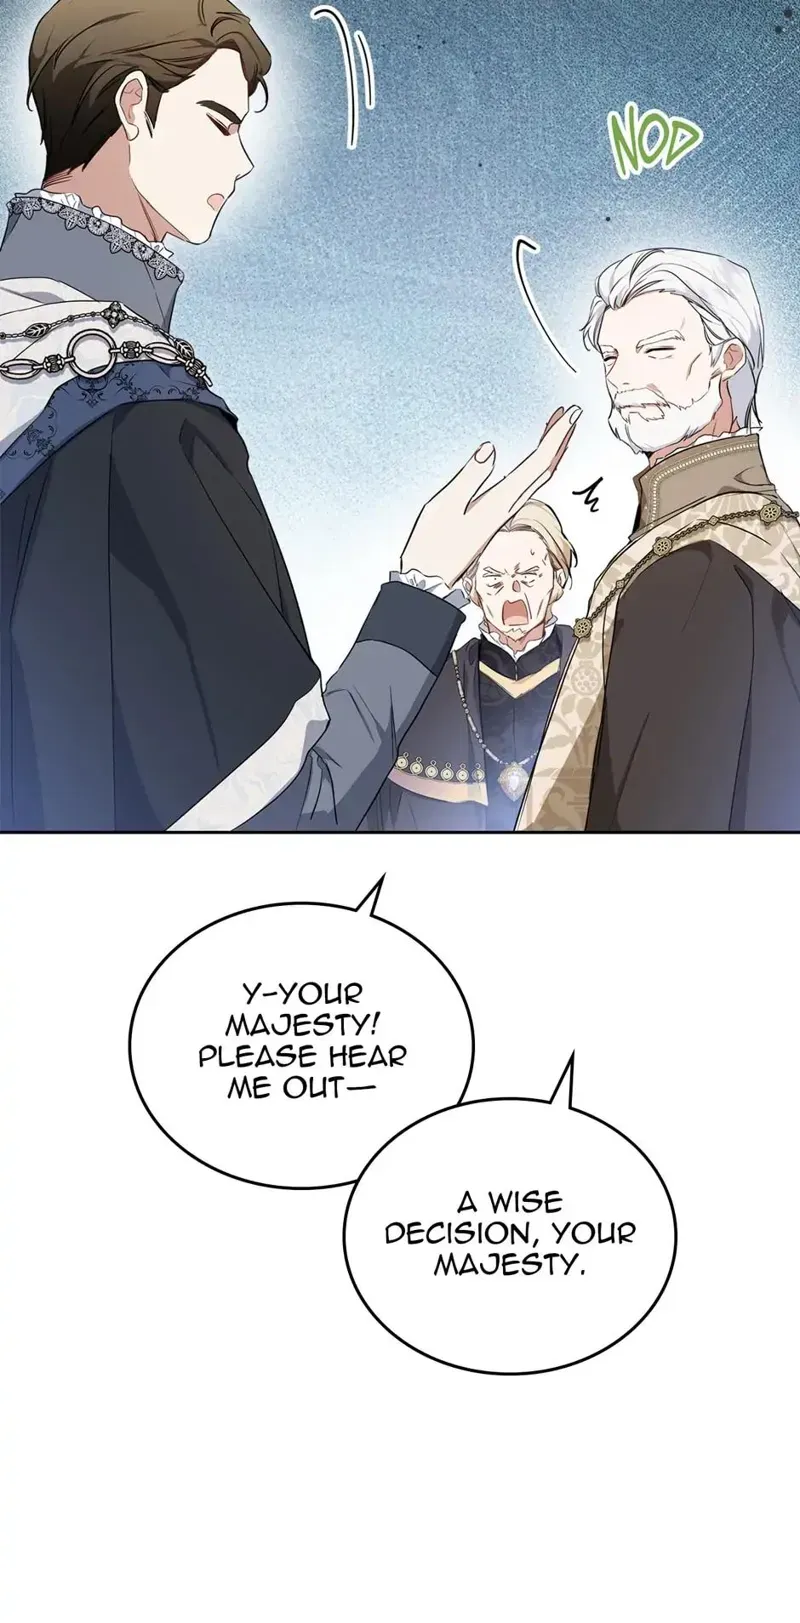 NOD
Y-YOUR
MAJESTY!
PLEASE HEAR
ME OUT—
A WISE
DECISION, YOUR
MAJESTY.